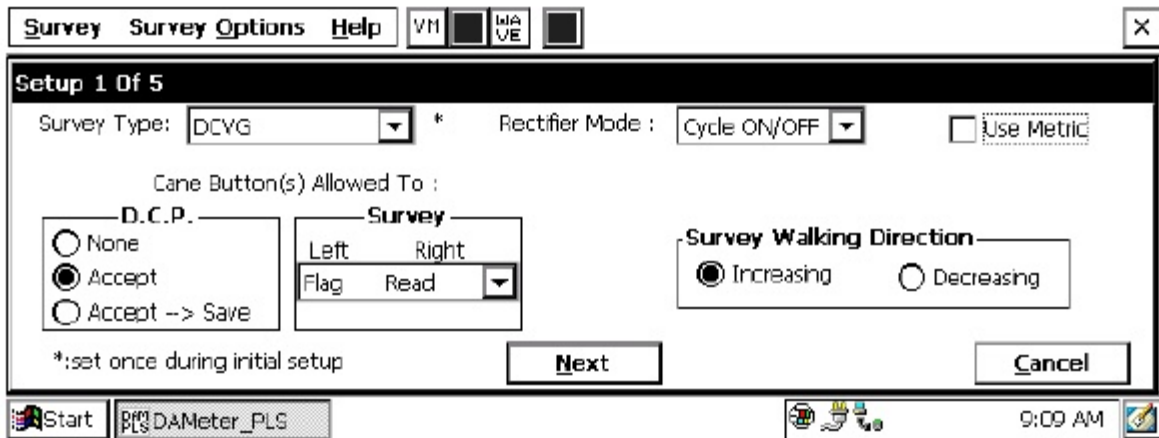 Survey Survey Options Help VM WAVE
Setup 1 Of 5
Survey Type: DCVG * Rectifier Mode : Cycle ON/OFF Use Metric
Cane Button(s) Allowed To :
D.C.P.
None
Accept
Accept --> Save
Survey
Left Right
Flag Read
Survey Walking Direction
Increasing Decreasing
*:set once during initial setup
Next Cancel
Start DAMeter_PLS 9:09 AM